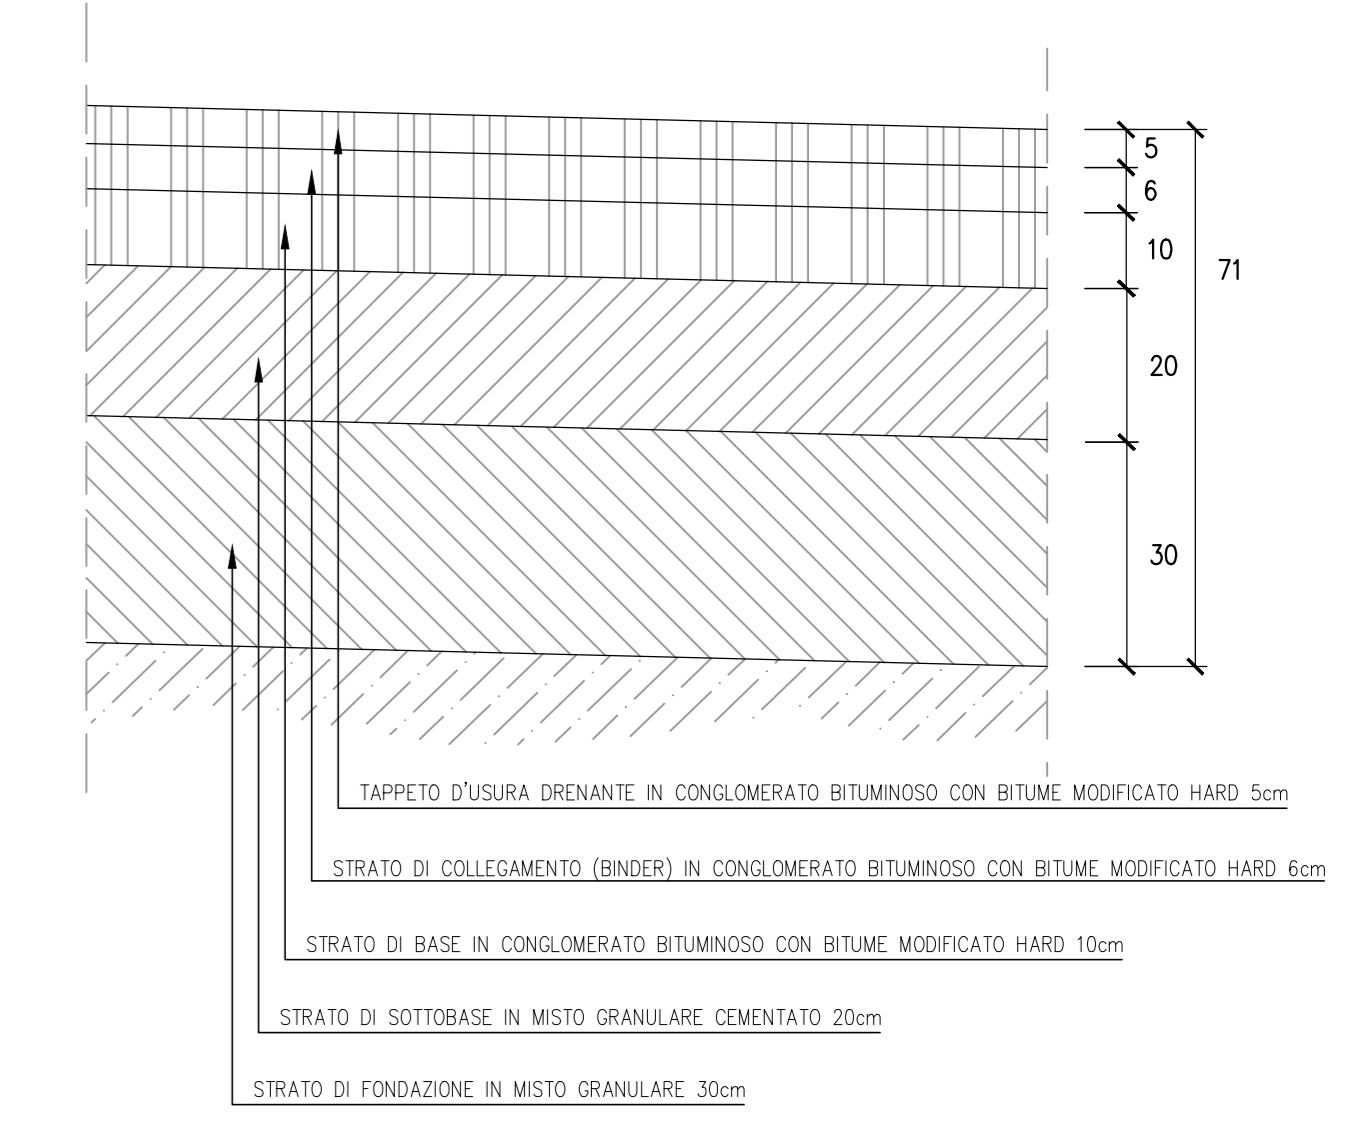 5
6
10
71
20
30
TAPPETO D'USURA DRENANTE IN CONGLOMERATO BITUMINOSO CON BITUME MODIFICATO HARD 5cm
STRATO DI COLLEGAMENTO (BINDER) IN CONGLOMERATO BITUMINOSO CON BITUME MODIFICATO HARD 6cm
STRATO DI BASE IN CONGLOMERATO BITUMINOSO CON BITUME MODIFICATO HARD 10cm
STRATO DI SOTTOBASE IN MISTO GRANULARE CEMENTATO 20cm
STRATO DI FONDAZIONE IN MISTO GRANULARE 30cm